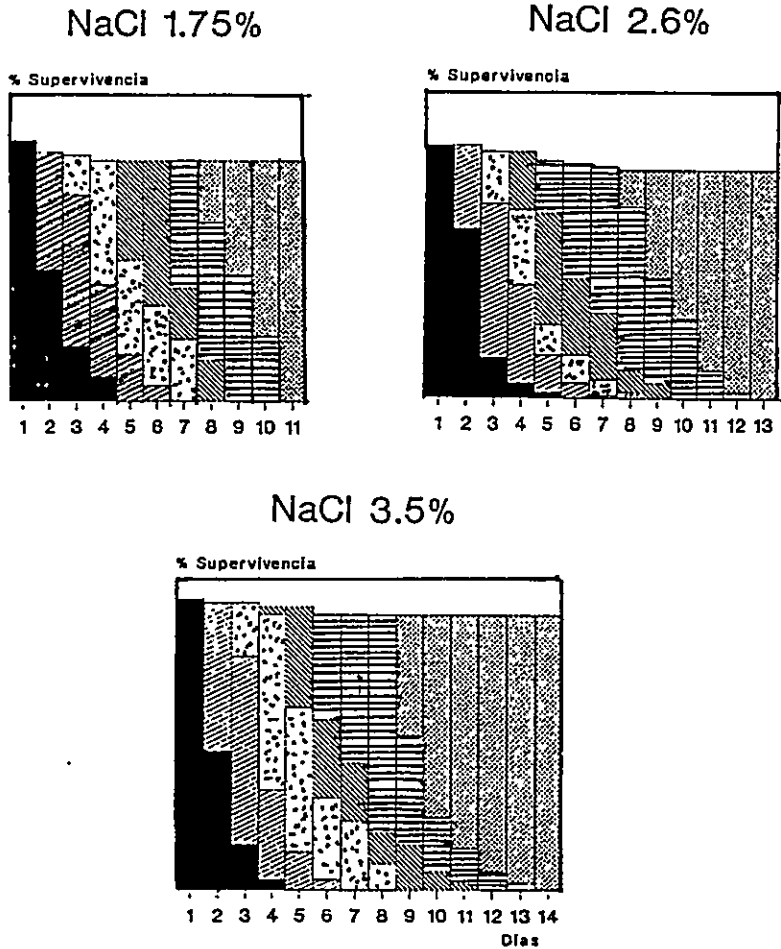 NaCl 1.75%
% Supervivencia
1 2 3 4 5 6 7 8 9 10 11
NaCl 2.6%
% Supervivencia
1 2 3 4 5 6 7 8 9 10 11 12 13
NaCl 3.5%
% Supervivencia
1 2 3 4 5 6 7 8 9 10 11 12 13 14
Días